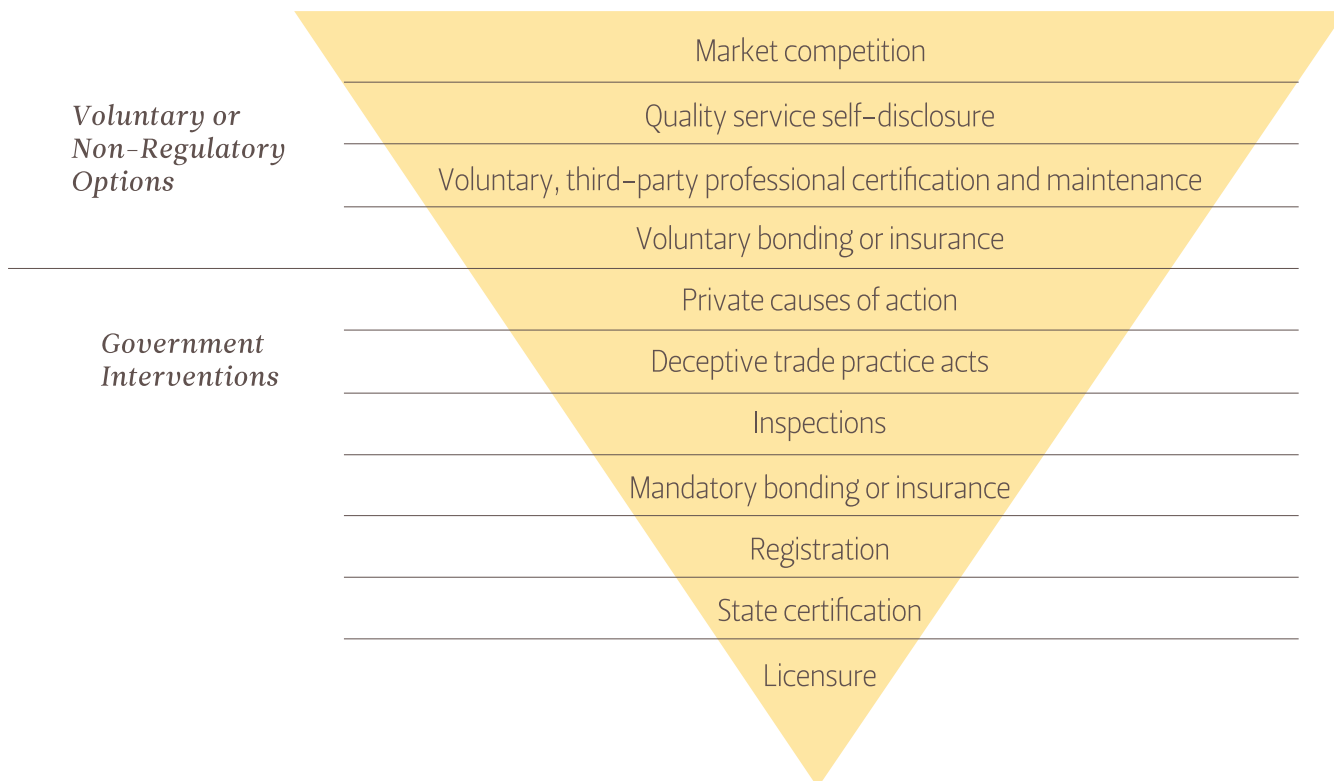 Market competition
Voluntary or
Non-Regulatory
Options
Quality service self-disclosure
Voluntary, third-party professional certification and maintenance
Voluntary bonding or insurance
Private causes of action
Government
Interventions
Deceptive trade practice acts
Inspections
Mandatory bonding or insurance
Registration
State certification
Licensure